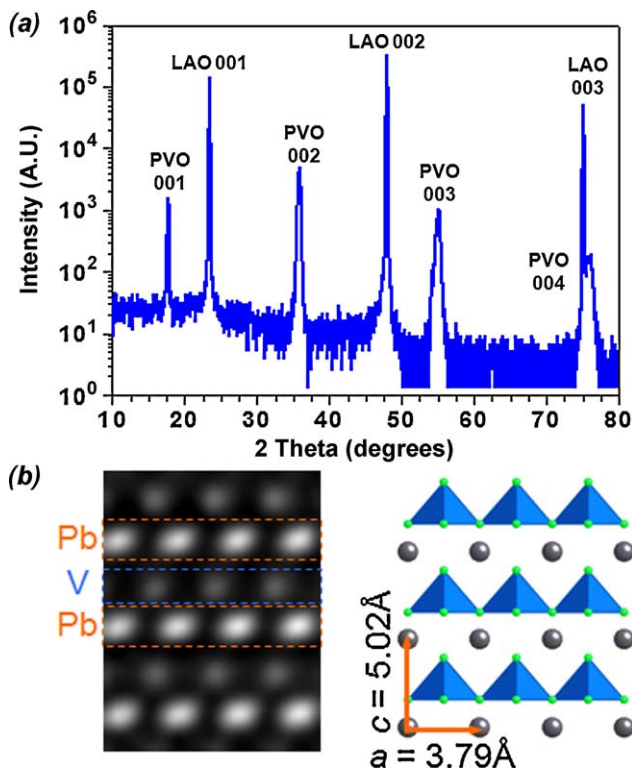 (a)
10^6
10^5
10^4
10^3
10^2
10^1
10^0
Intensity (A.U.)
PVO
001
LAO 001
PVO
002
LAO 002
PVO
003
PVO
004
LAO
003
10 20 30 40 50 60 70 80
2 Theta (degrees)
(b)
Pb
V
Pb
c = 5.02Å
a = 3.79Å